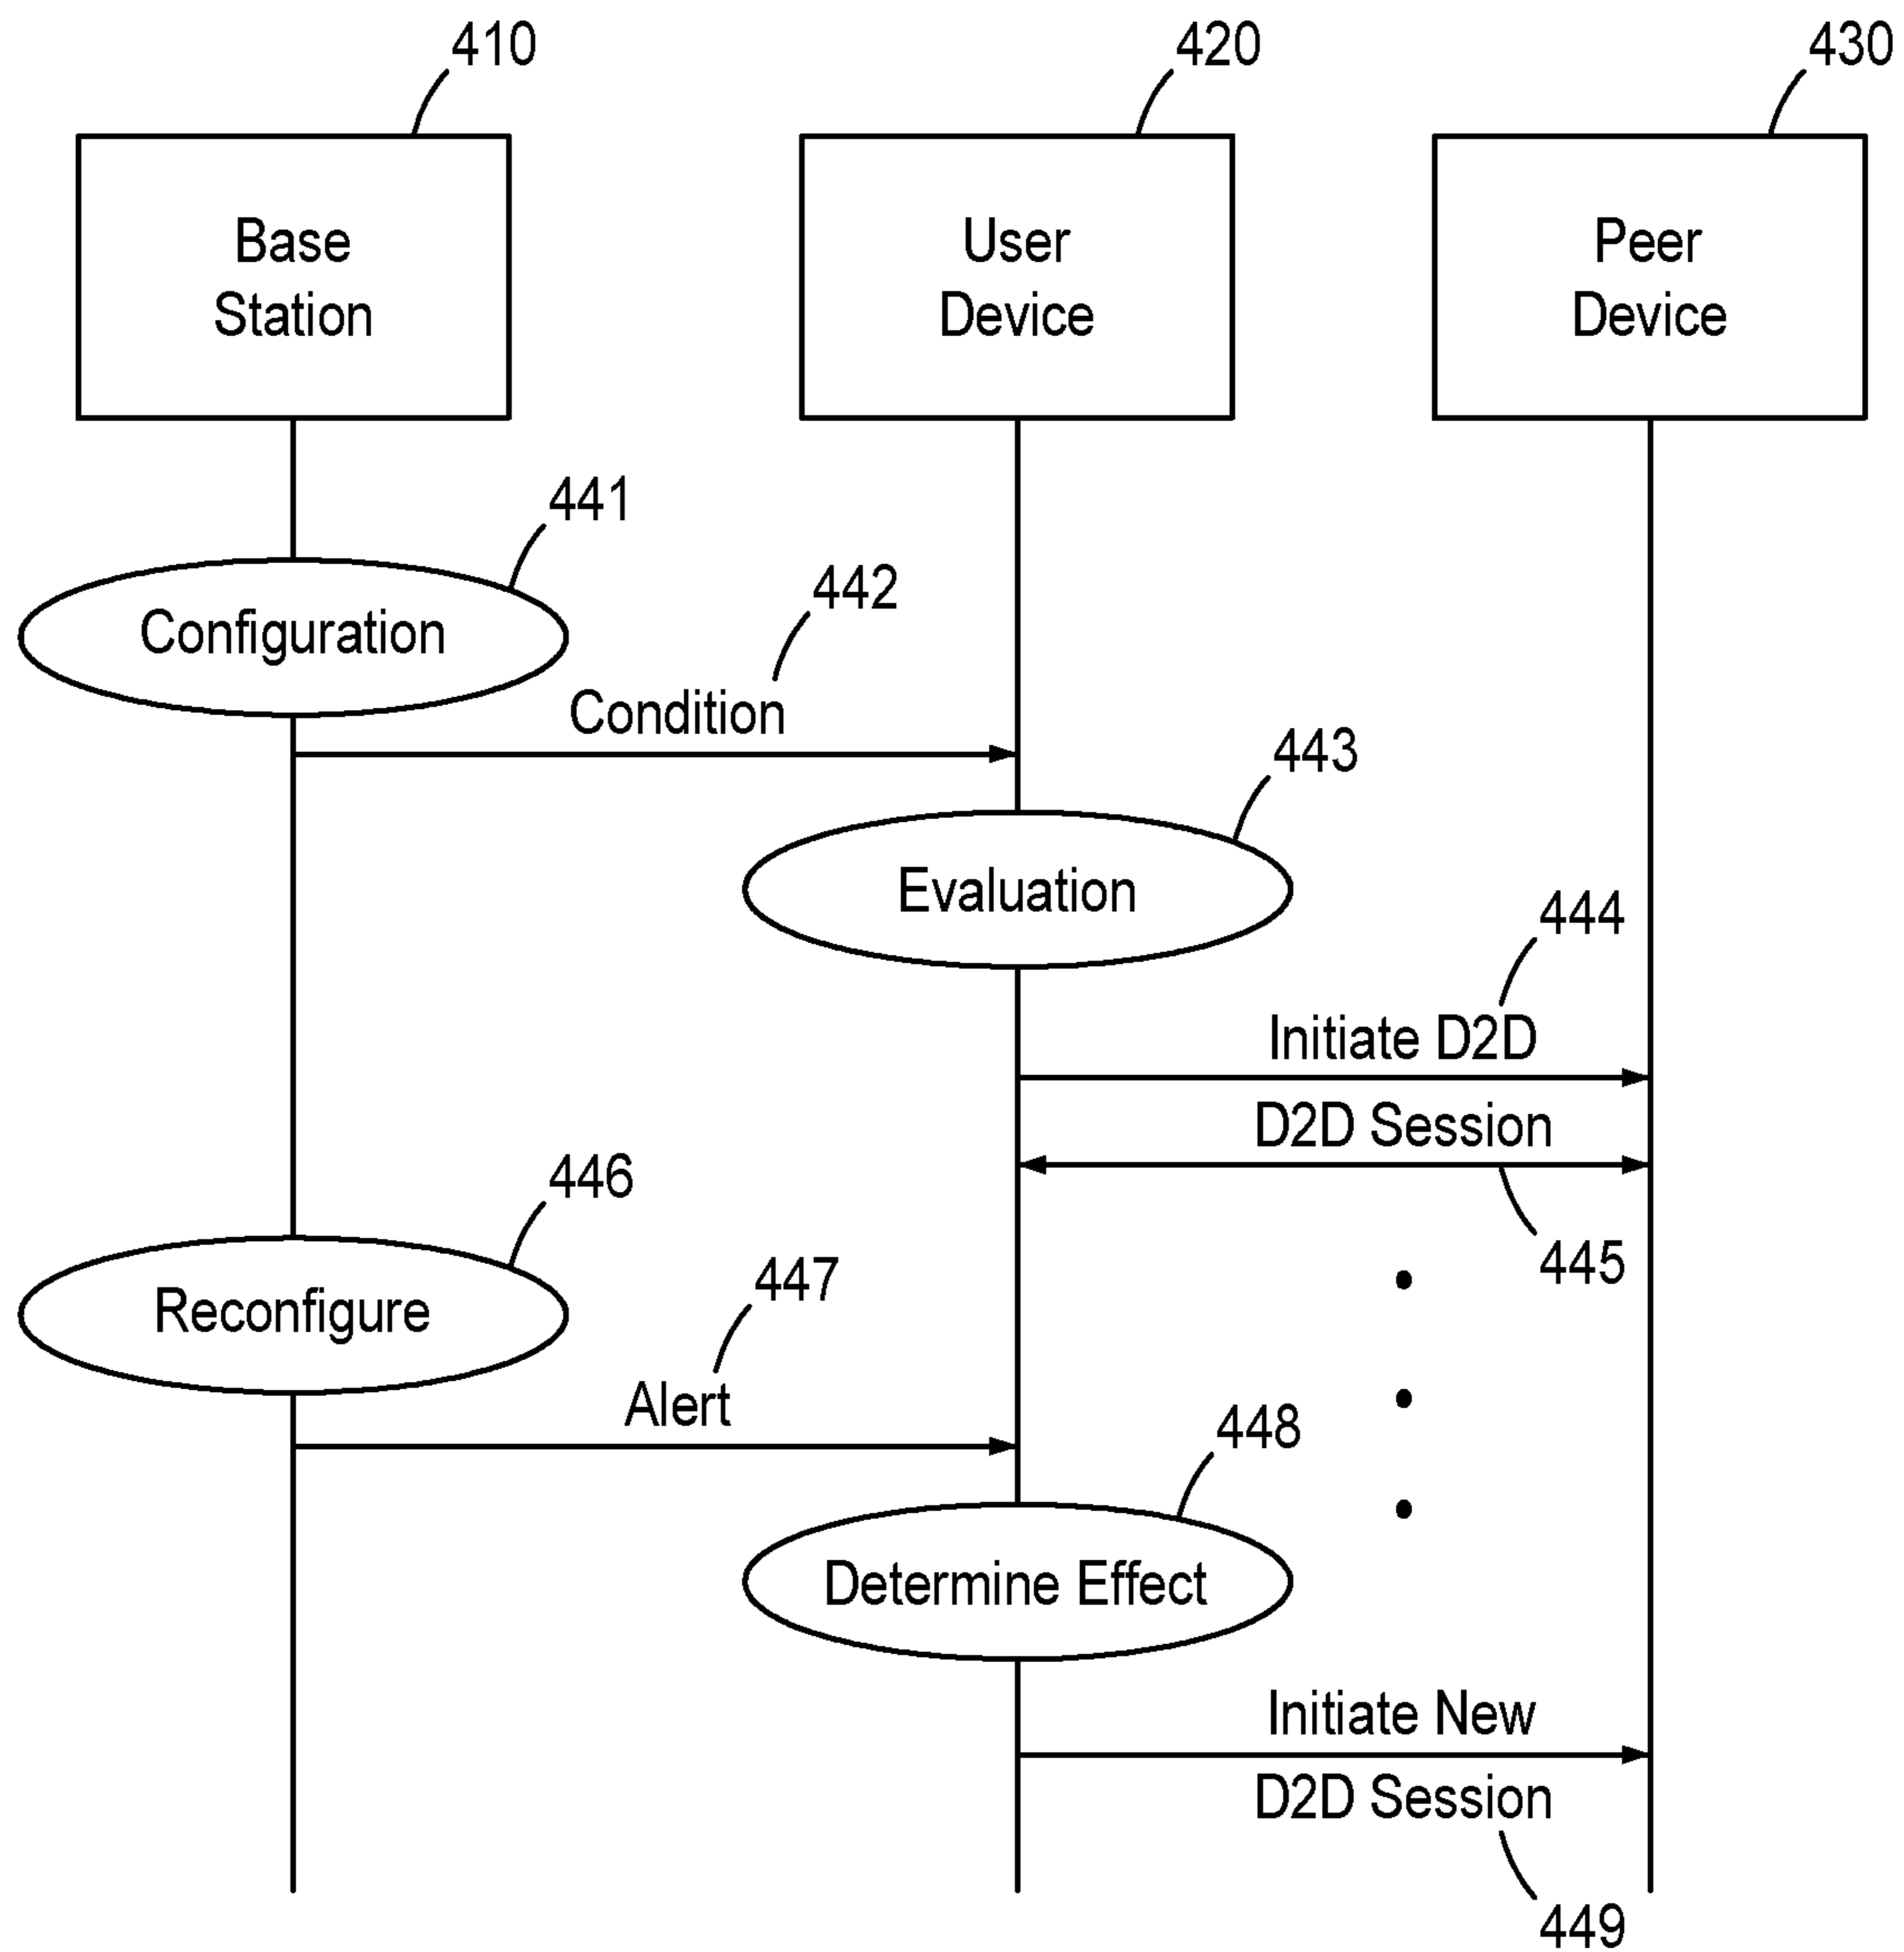 410
420
430
Base
Station
User
Device
Peer
Device
441
Configuration
442
Condition
443
Evaluation
444
Initiate D2D
D2D Session
445
446
Reconfigure
447
Alert
448
Determine Effect
Initiate New
D2D Session
449